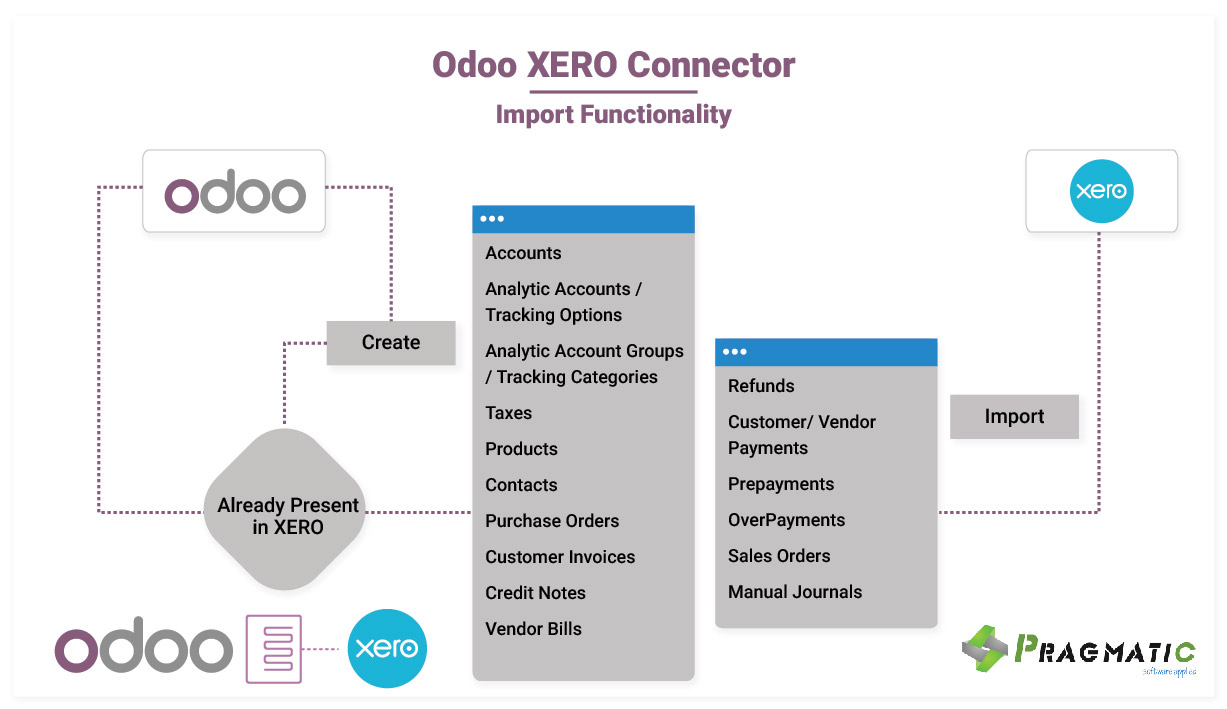 Odoo XERO Connector
Import Functionality
odoo
xero
Create
Already Present
in XERO
Accounts
Analytic Accounts /
Tracking Options
Analytic Account Groups
/ Tracking Categories
Taxes
Products
Contacts
Purchase Orders
Customer Invoices
Credit Notes
Vendor Bills
Refunds
Customer/ Vendor
Payments
Prepayments
OverPayments
Sales Orders
Manual Journals
Import
odoo
xero
PRAGMATIC